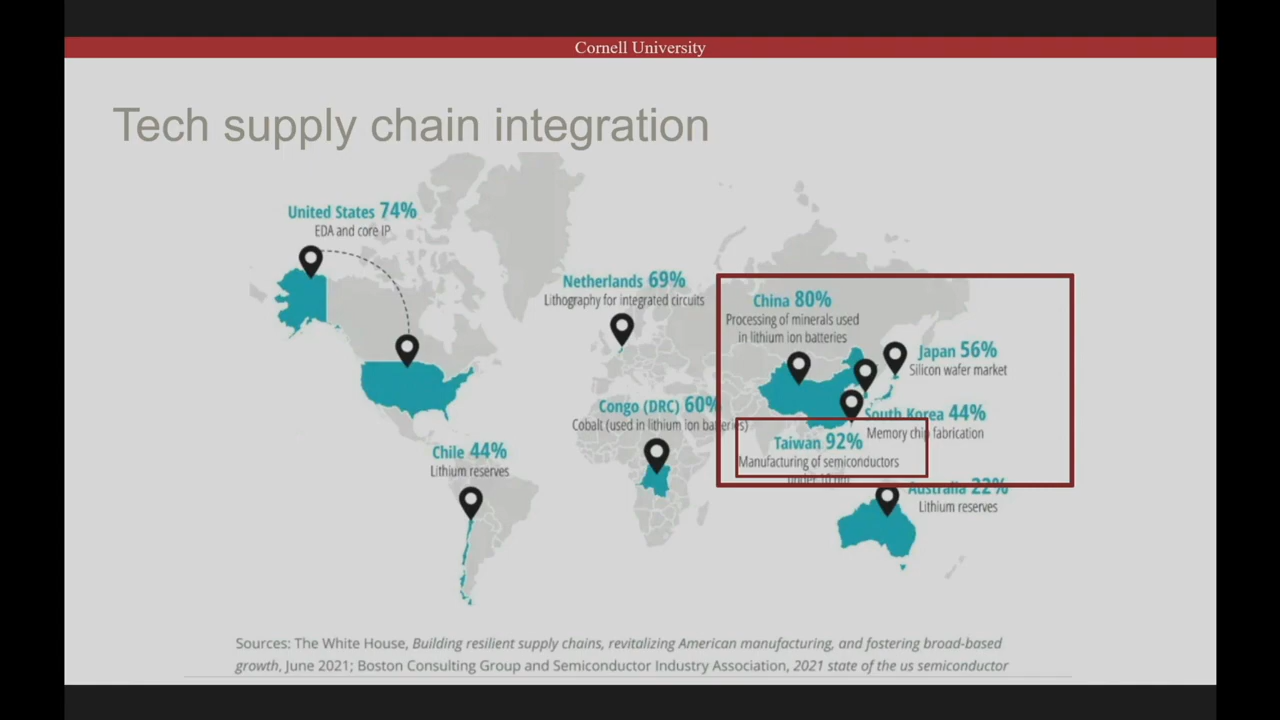 Cornell University
Tech supply chain integration
United States 74%
EDA and core IP
Netherlands 69%
Lithography for integrated circuits
China 80%
Processing of minerals used
in lithium ion batteries
Japan 56%
Silicon wafer market
South Korea 44%
Memory chip fabrication
Congo (DRC) 60%
Cobalt (used in lithium ion batteries)
Taiwan 92%
Manufacturing of semiconductors
under 10 nm
Chile 44%
Lithium reserves
Australia 22%
Lithium reserves
Sources: The White House, Building resilient supply chains, revitalizing American manufacturing, and fostering broad-based
growth, June 2021; Boston Consulting Group and Semiconductor Industry Association, 2021 state of the us semiconductor